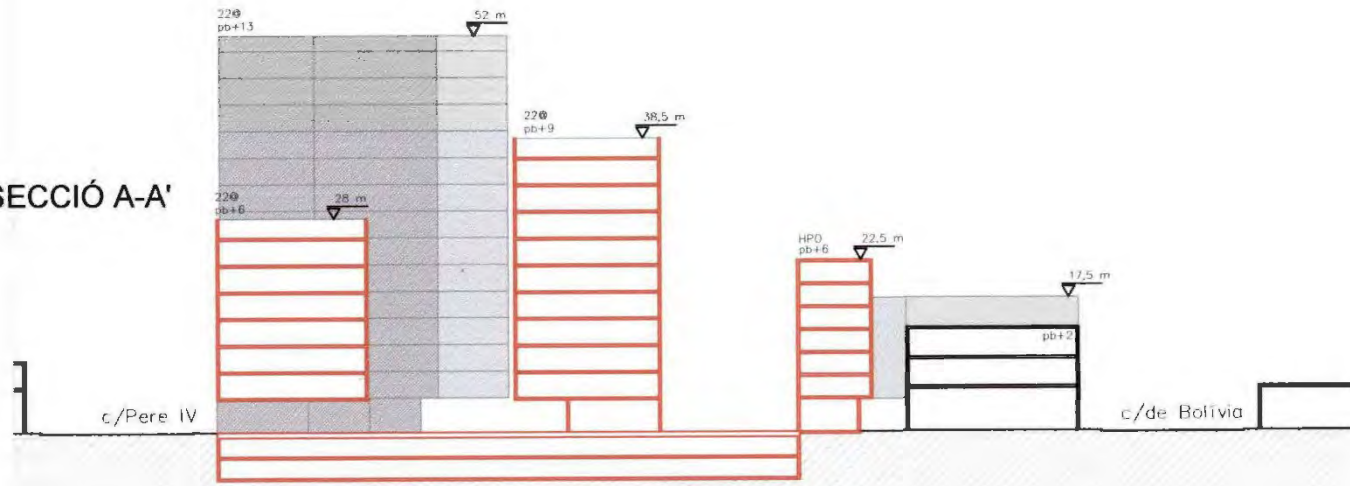 22@
pb+13
52 m
22@
pb+9
38,5 m
SECCIÓ A-A'
22@
pb+6
28 m
HPO
pb+6
22,5 m
17,5 m
pb+2
c/Pere IV
c/de Bolívia